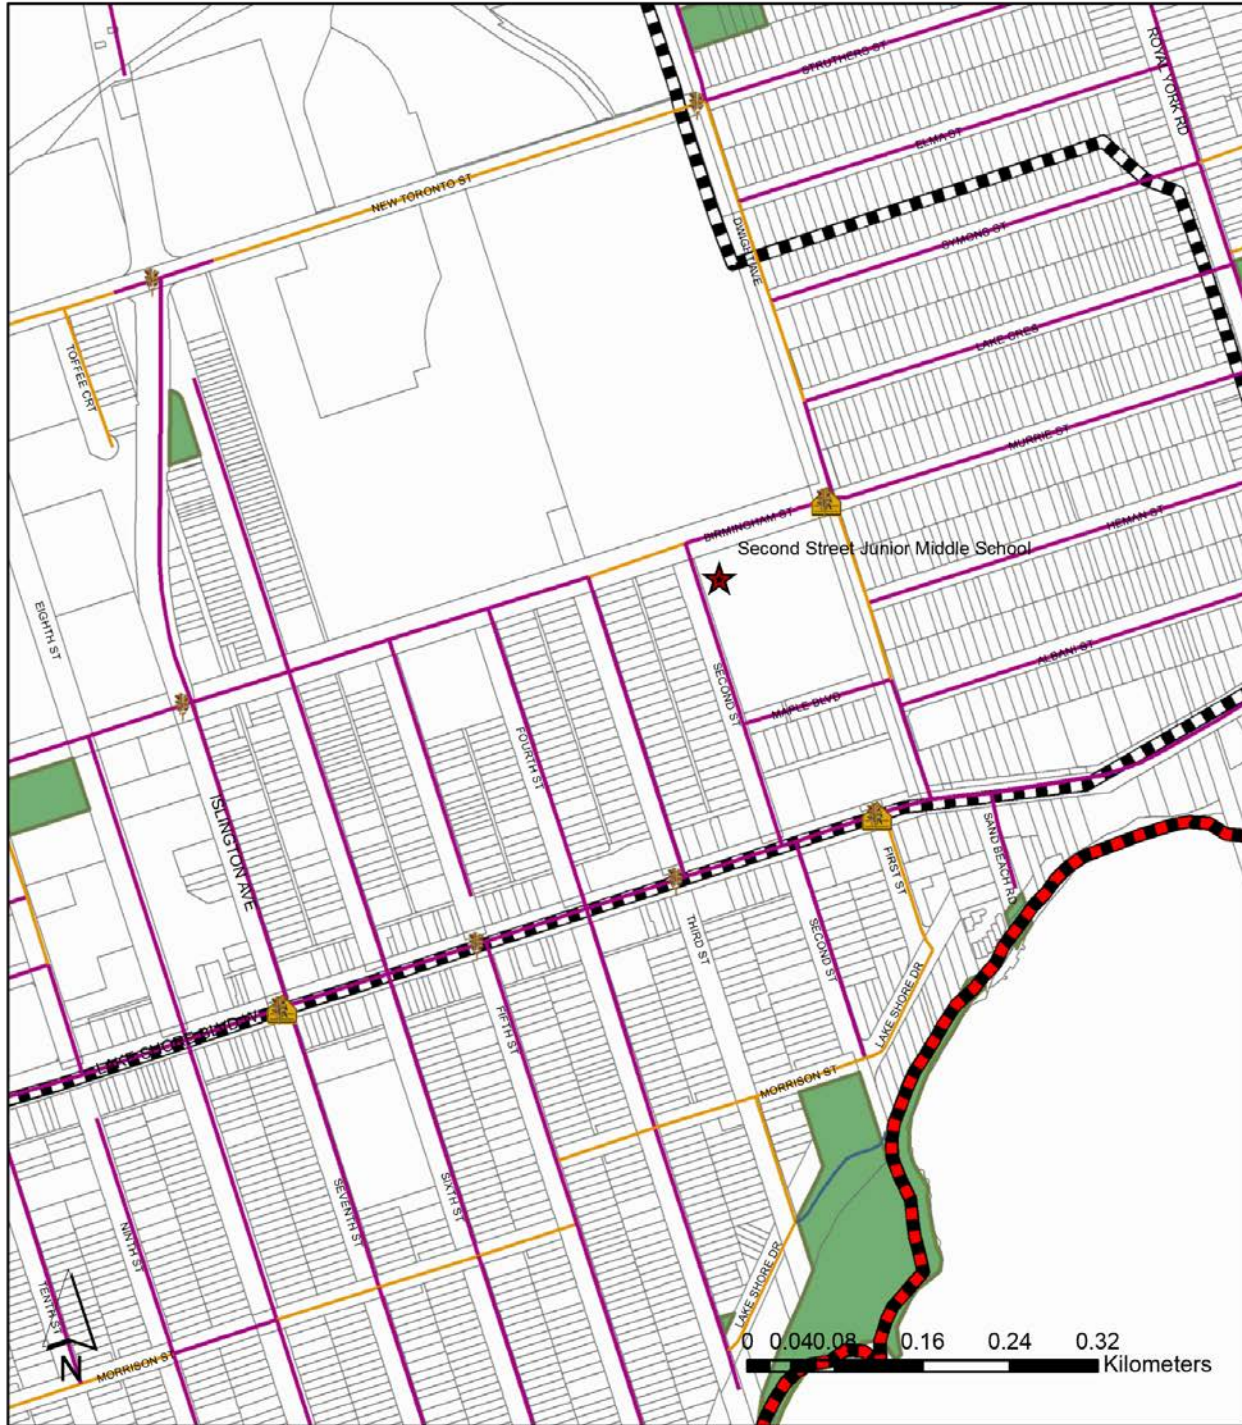 STRUTHERS ST
ROYAL YORK RD
ELMA ST
NEW TORONTO ST
DWIGHT AVE
SYMONS ST
LAKE CRES
TOFFEE CRT
MURRIE ST
BIRMINGHAM ST
HEMAN ST
Second Street Junior Middle School
EIGHTH ST
ALBANI ST
SECOND ST
MAPLE BLVD
FOURTH ST
ISLINGTON AVE
SAND BEACH RD
FIRST ST
THIRD ST
SECOND ST
LAKE SHORE DR
LAKE SHORE BLVD W
FIFTH ST
MORRISON ST
SIXTH ST
SEVENTH ST
NINTH ST
LAKE SHORE DR
TENTH ST
0 0.04 0.08 0.16 0.24 0.32
Kilometers
N
MORRISON ST